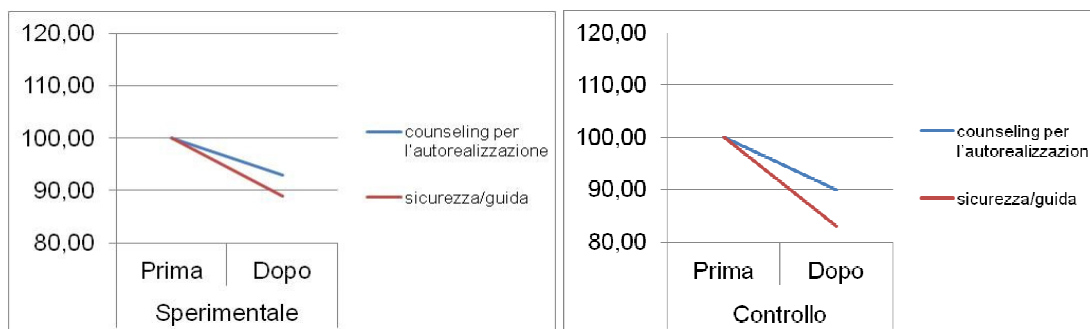 120,00
110,00
100,00
90,00
80,00
Prima Dopo
Sperimentale
counseling per
l'autorealizzazione
sicurezza/guida
120,00
110,00
100,00
90,00
80,00
Prima Dopo
Controllo
counseling per
l'autorealizzazion
sicurezza/guida